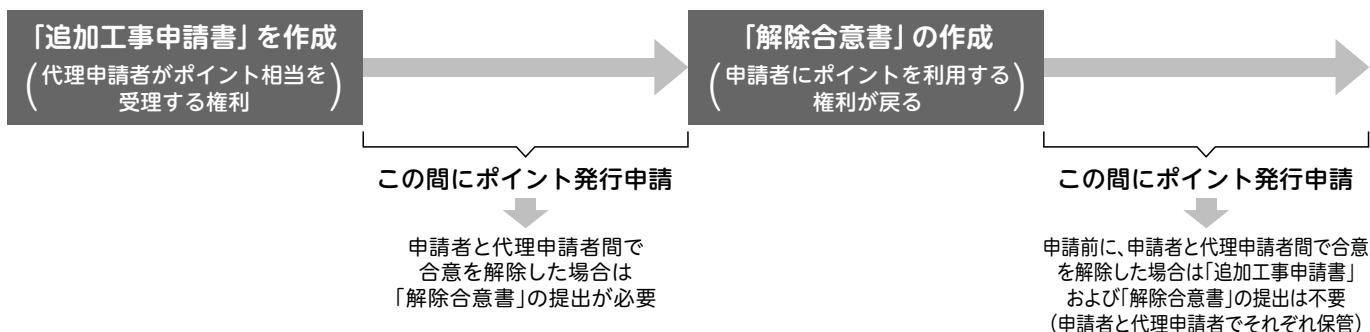 「追加工事申請書」を作成
(代理申請者がポイント相当を
受理する権利)
「解除合意書」の作成
(申請者にポイントを利用する
権利が戻る)
この間にポイント発行申請
申請者と代理申請者間で
合意を解除した場合は
「解除合意書」の提出が必要
この間にポイント発行申請
申請前に、申請者と代理申請者間で合意
を解除した場合は「追加工事申請書」
および「解除合意書」の提出は不要
(申請者と代理申請者でそれぞれ保管)